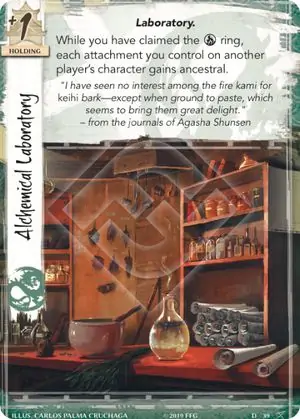 +1
HOLDING
Laboratory.
While you have claimed the ring,
each attachment you control on another
player's character gains ancestral.
"I have seen no interest among the fire kami for
keihi bark—except when ground to paste, which
seems to bring them great delight."
– from the journals of Agasha Shunsen
Alchemical Laboratory
ILLUS. CARLOS PALMA CRUCHAGA
©2019 FFG
D 39